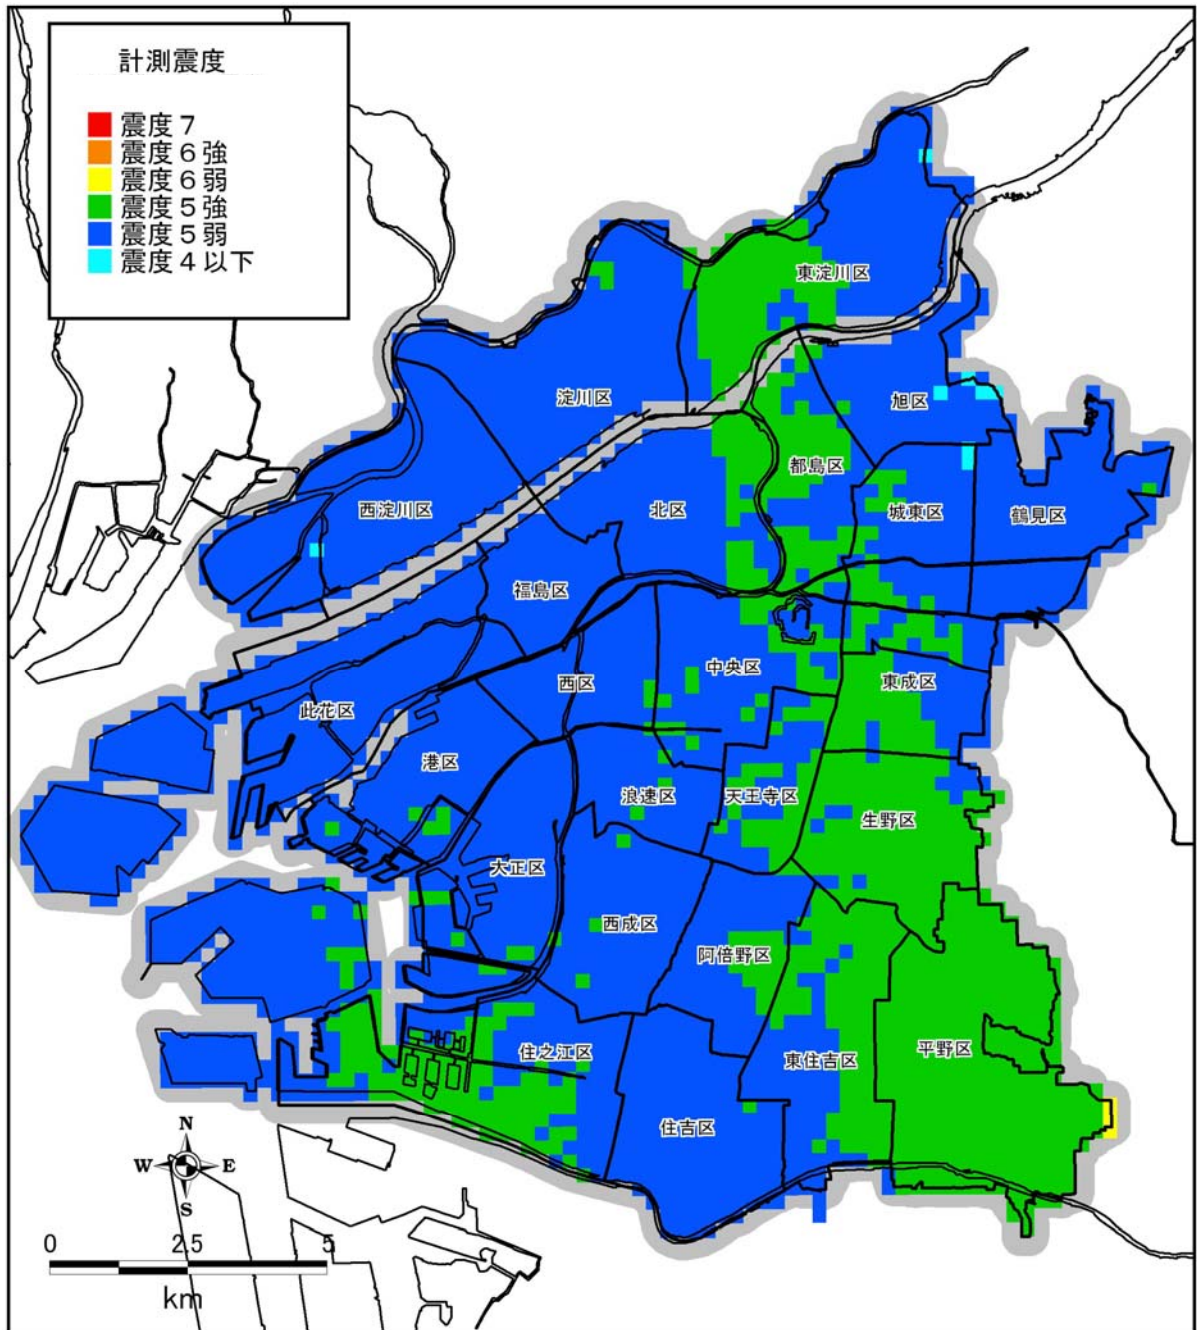 計測震度
震度７
震度６強
震度６弱
震度５強
震度５弱
震度４以下
東淀川区
淀川区
旭区
都島区
西淀川区
北区
城東区
鶴見区
福島区
中央区
西区
東成区
此花区
港区
浪速区
天王寺区
生野区
大正区
西成区
阿倍野区
住之江区
東住吉区
平野区
住吉区
N
W E
S
0 2.5 5
km